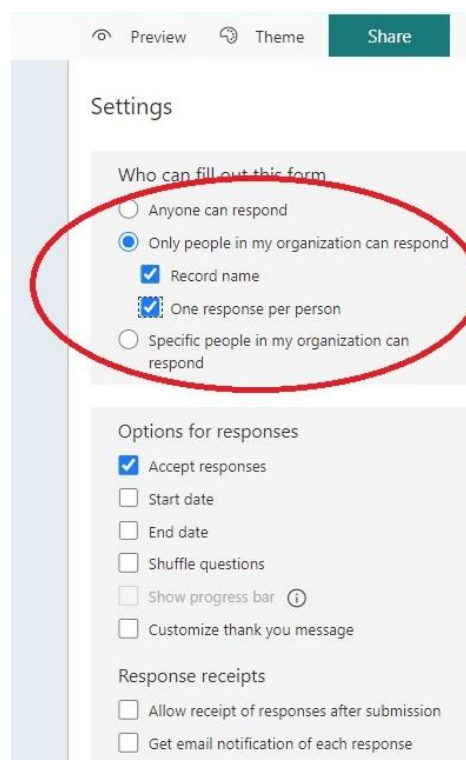 Preview Theme Share
Settings
Who can fill out this form
Anyone can respond
Only people in my organization can respond
Record name
One response per person
Specific people in my organization can
respond
Options for responses
Accept responses
Start date
End date
Shuffle questions
Show progress bar
Customize thank you message
Response receipts
Allow receipt of responses after submission
Get email notification of each response